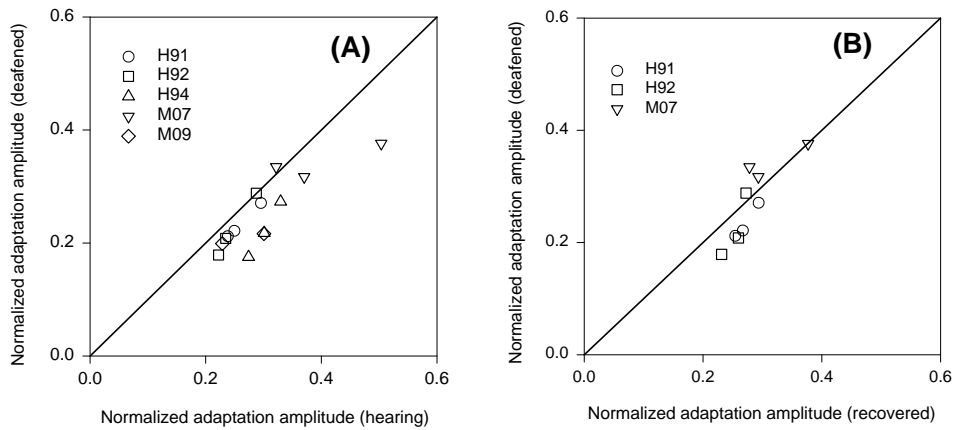 Normalized adaptation amplitude (deafened)
0.6
0.4
0.2
0.0
(A)
H91
H92
H94
M07
M09
0.0 0.2 0.4 0.6
Normalized adaptation amplitude (hearing)
Normalized adaptation amplitude (deafened)
0.6
0.4
0.2
0.0
(B)
H91
H92
M07
0.0 0.2 0.4 0.6
Normalized adaptation amplitude (recovered)